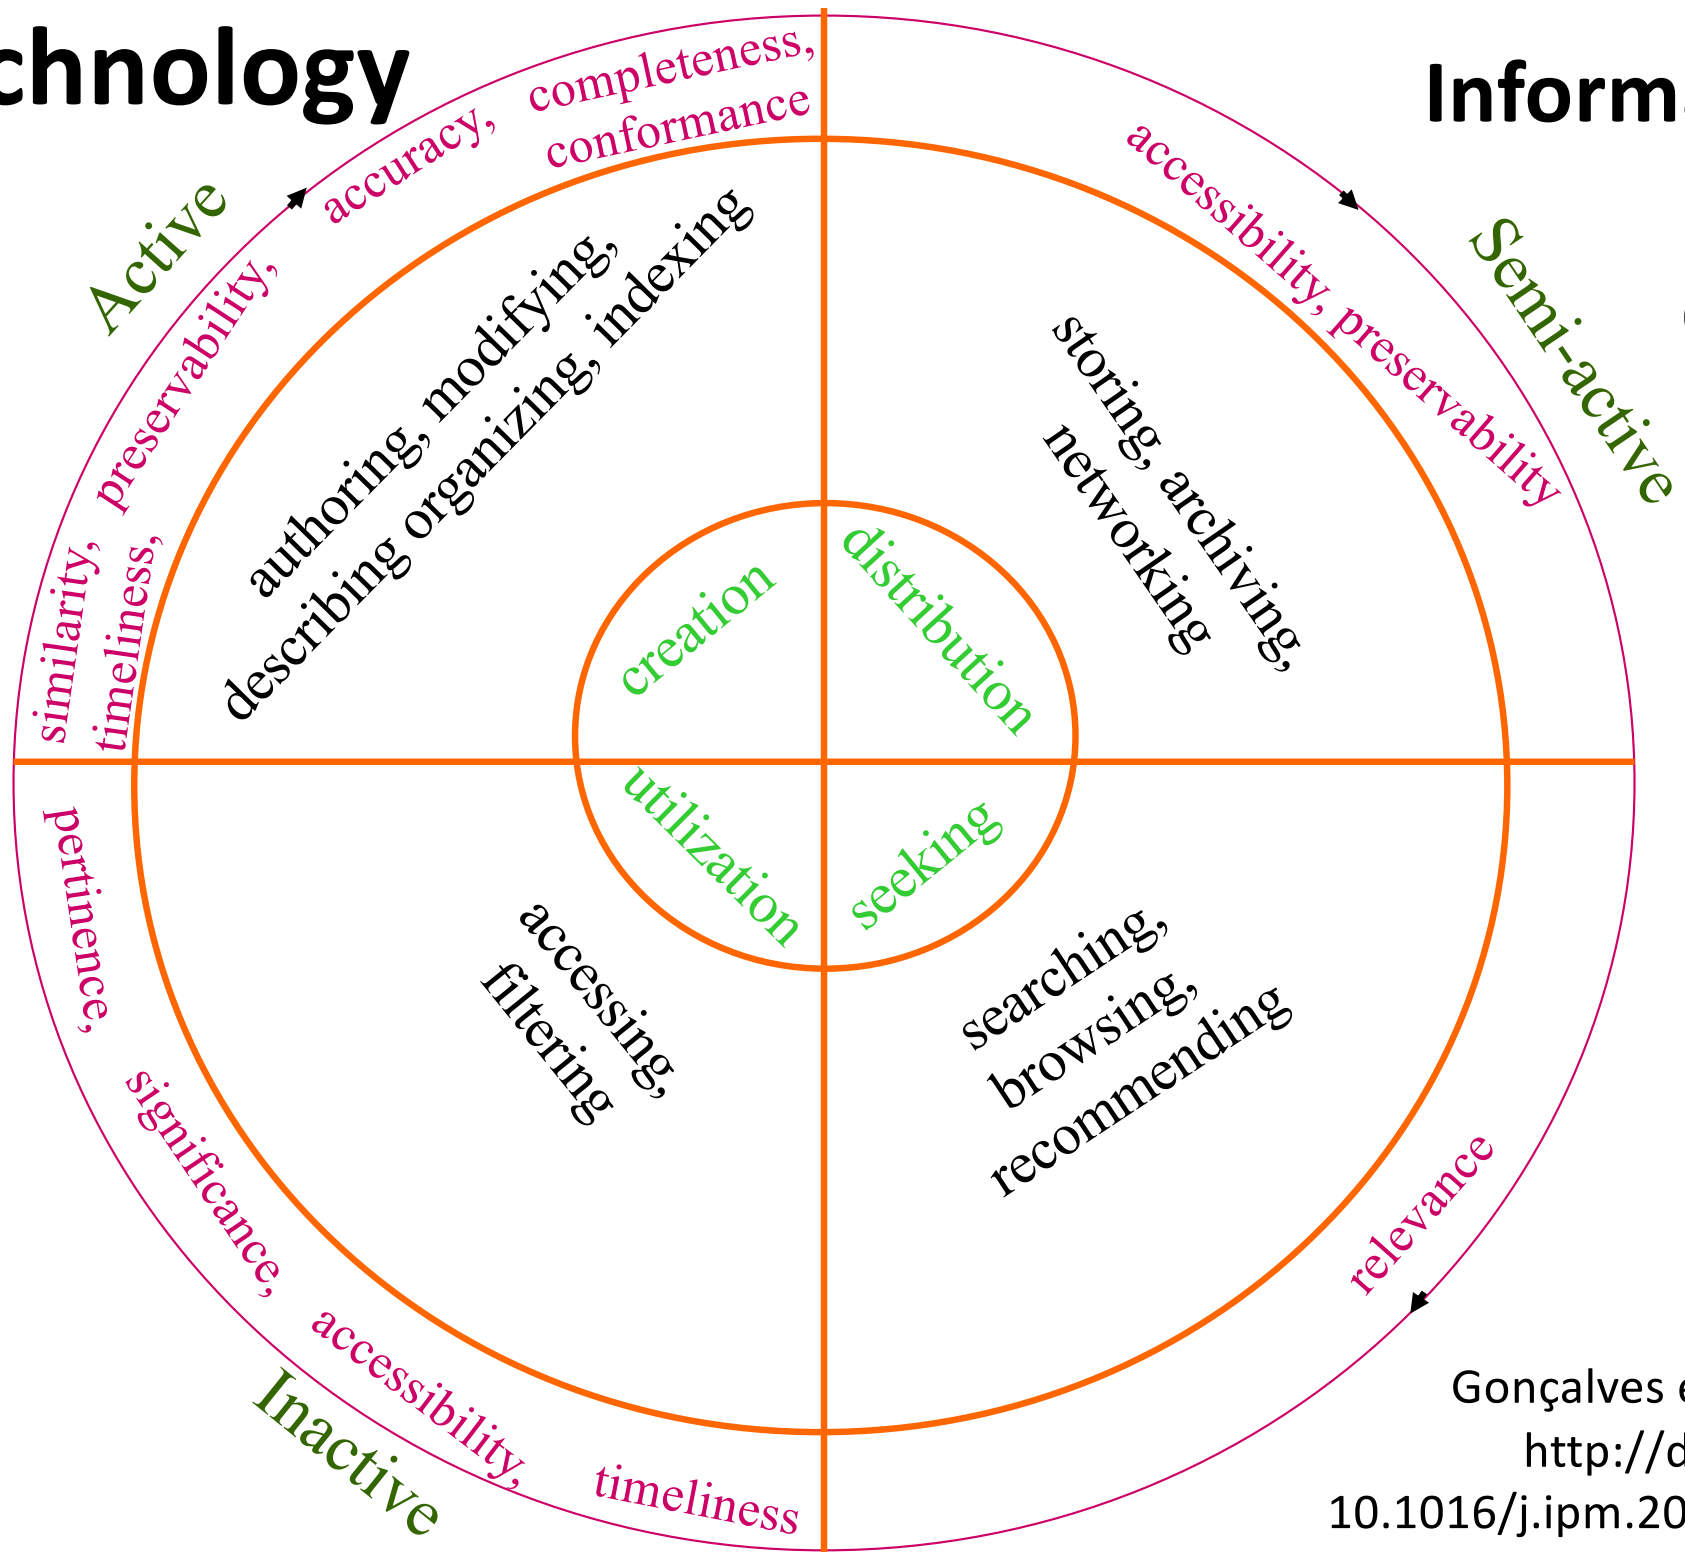 chnology
Inform
Active
Semi-active
Inactive
similarity, preservability, accuracy, completeness,
timeliness, conformance
accessibility, preservability
authoring, modifying,
describing organizing, indexing
storing, archiving,
networking
creation
distribution
utilization
seeking
accessing,
filtering
searching,
browsing,
recommending
pertinence, significance, accessibility, timeliness
relevance
Gonçalves e
http://d
10.1016/j.ipm.20